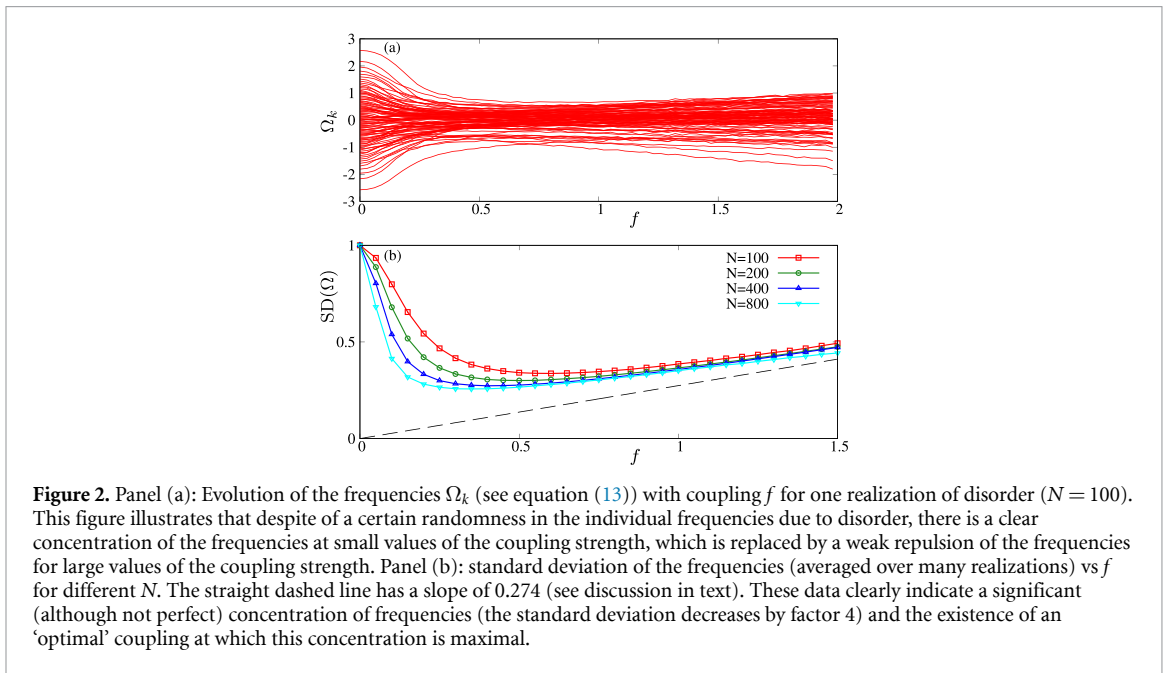 3
(a)
2
1
Ω_k
0
-1
-2
-3
0
0.5
1
1.5
2
f
1
(b)
N=100
N=200
N=400
N=800
SD(Ω)
0.5
0
0
0.5
1
1.5
f
Figure 2. Panel (a): Evolution of the frequencies Ω_k (see equation (13)) with coupling f for one realization of disorder (N = 100).
This figure illustrates that despite of a certain randomness in the individual frequencies due to disorder, there is a clear
concentration of the frequencies at small values of the coupling strength, which is replaced by a weak repulsion of the frequencies
for large values of the coupling strength. Panel (b): standard deviation of the frequencies (averaged over many realizations) vs f
for different N. The straight dashed line has a slope of 0.274 (see discussion in text). These data clearly indicate a significant
(although not perfect) concentration of frequencies (the standard deviation decreases by factor 4) and the existence of an
‘optimal’ coupling at which this concentration is maximal.